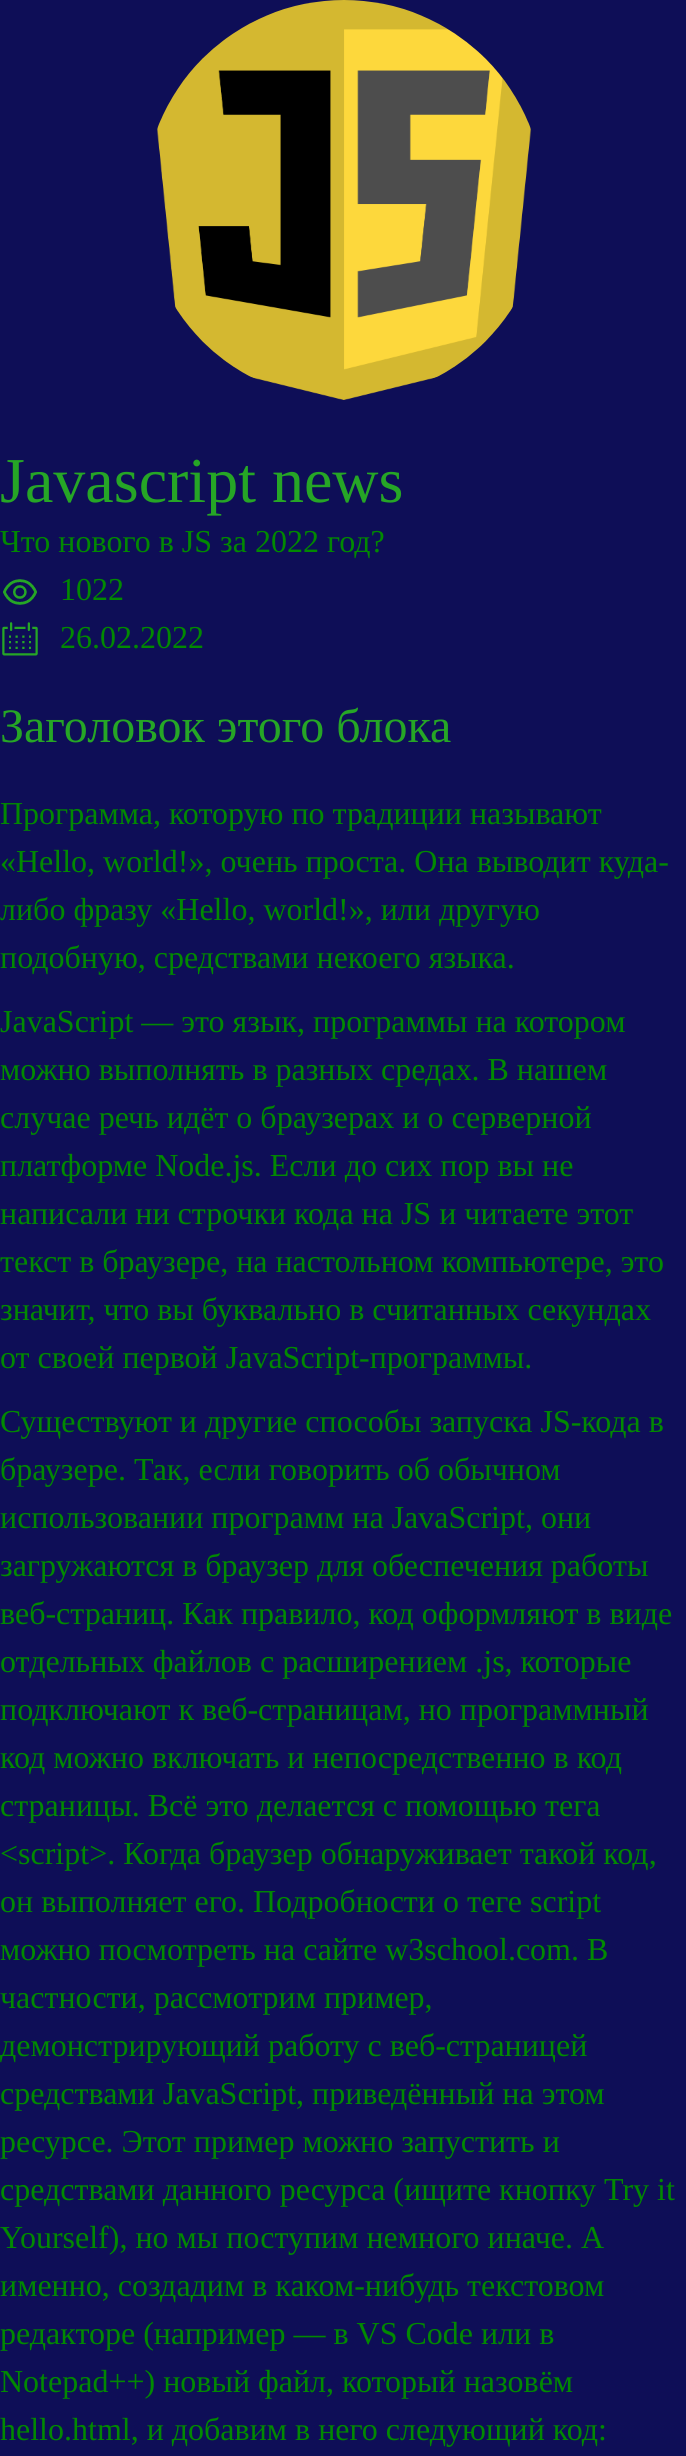 JS
Javascript news
Что нового в JS за 2022 год?
1022
26.02.2022
Заголовок этого блока
Программа, которую по традиции называют
«Hello, world!», очень проста. Она выводит куда-
либо фразу «Hello, world!», или другую
подобную, средствами некоего языка.
JavaScript — это язык, программы на котором
можно выполнять в разных средах. В нашем
случае речь идёт о браузерах и о серверной
платформе Node.js. Если до сих пор вы не
написали ни строчки кода на JS и читаете этот
текст в браузере, на настольном компьютере, это
значит, что вы буквально в считанных секундах
от своей первой JavaScript-программы.
Существуют и другие способы запуска JS-кода в
браузере. Так, если говорить об обычном
использовании программ на JavaScript, они
загружаются в браузер для обеспечения работы
веб-страниц. Как правило, код оформляют в виде
отдельных файлов с расширением .js, которые
подключают к веб-страницам, но программный
код можно включать и непосредственно в код
страницы. Всё это делается с помощью тега
<script>. Когда браузер обнаруживает такой код,
он выполняет его. Подробности о теге script
можно посмотреть на сайте w3school.com. В
частности, рассмотрим пример,
демонстрирующий работу с веб-страницей
средствами JavaScript, приведённый на этом
ресурсе. Этот пример можно запустить и
средствами данного ресурса (ищите кнопку Try it
Yourself), но мы поступим немного иначе. А
именно, создадим в каком-нибудь текстовом
редакторе (например — в VS Code или в
Notepad++) новый файл, который назовём
hello.html, и добавим в него следующий код: